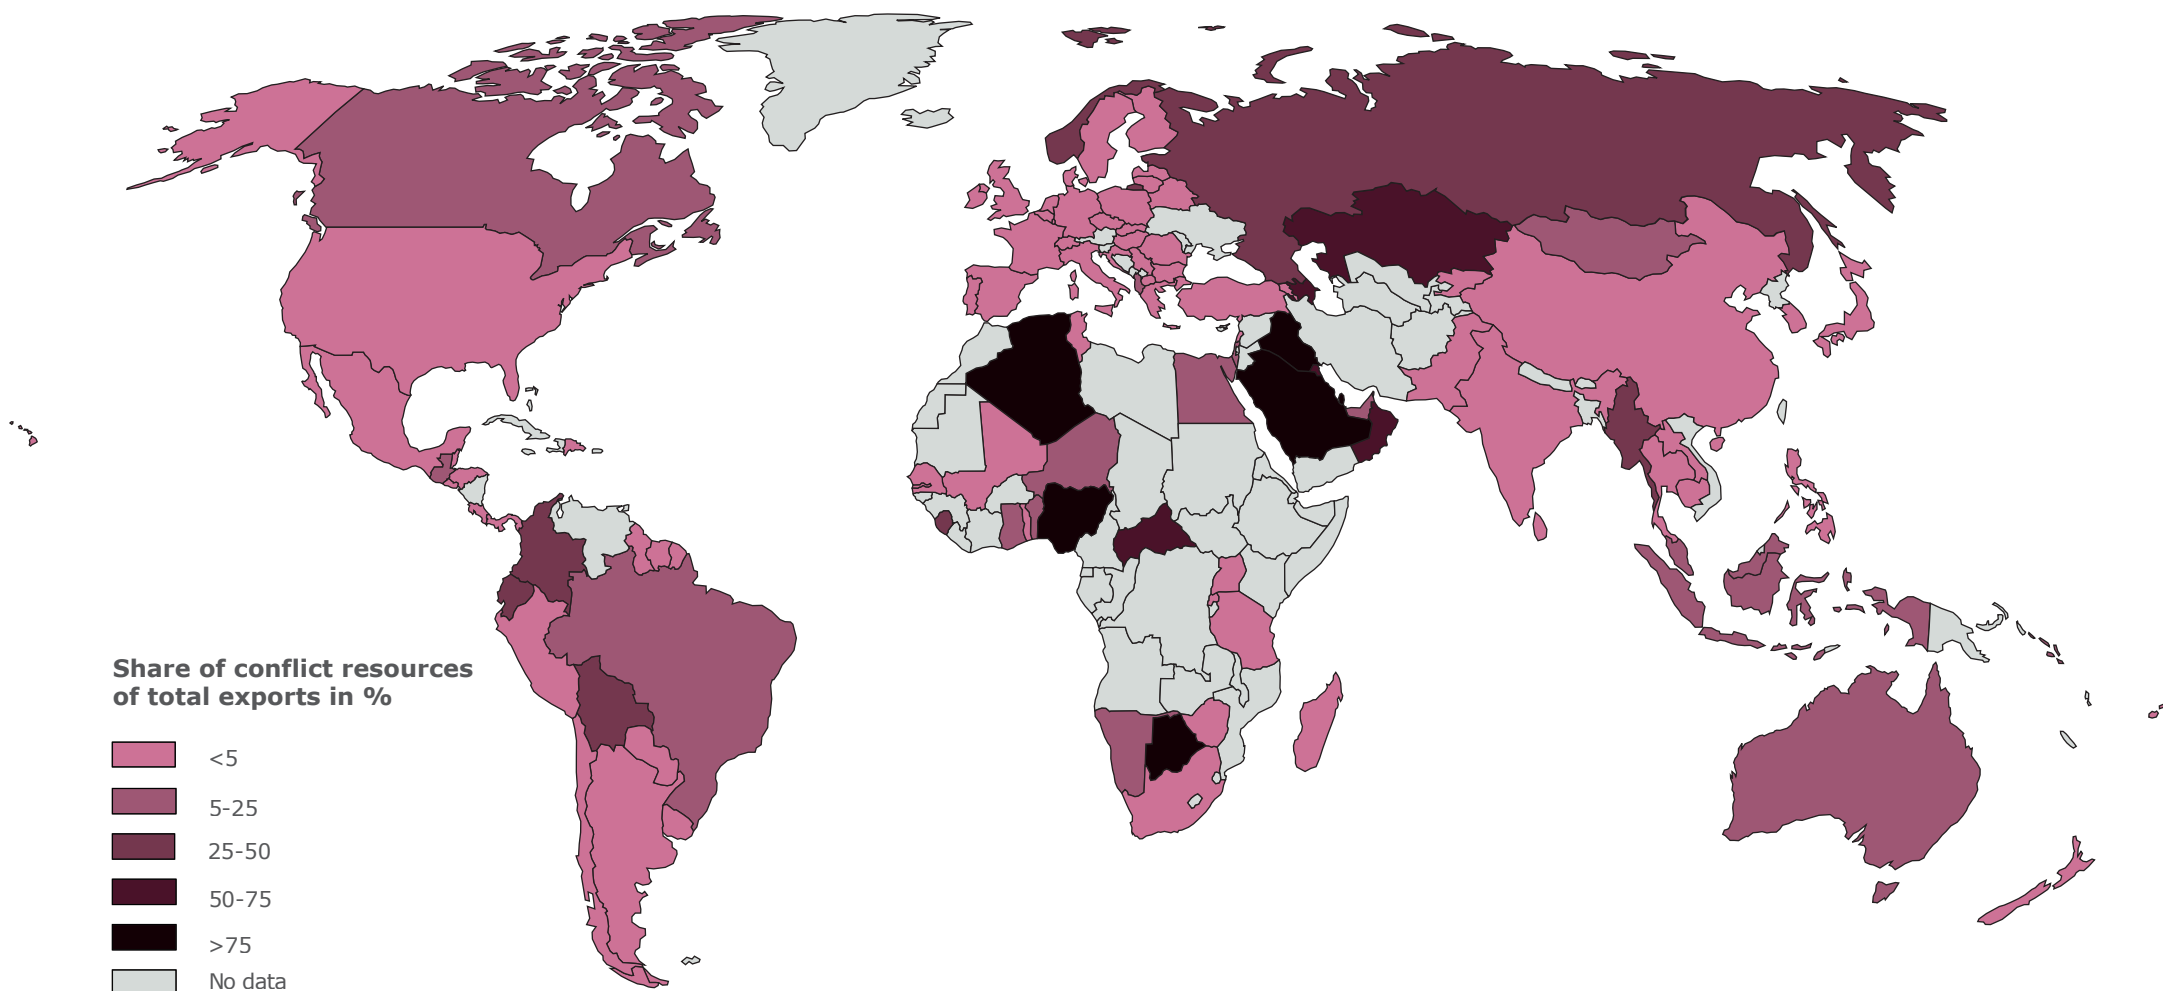 Share of conflict resources
of total exports in %
<5
5-25
25-50
50-75
>75
No data